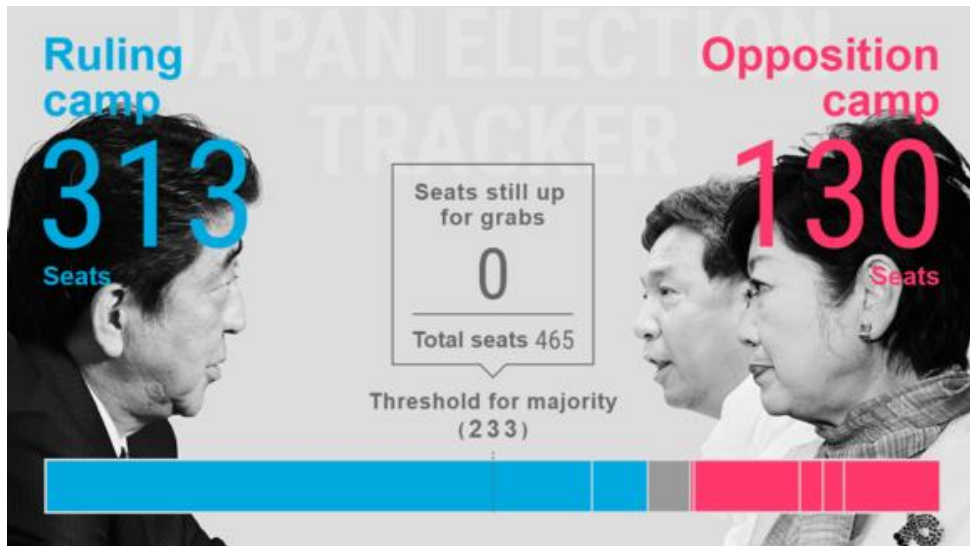 JAPAN ELECTION
TRACKER
Ruling
camp
313
Seats
Opposition
camp
130
Seats
Seats still up
for grabs
0
Total seats 465
Threshold for majority
(233)